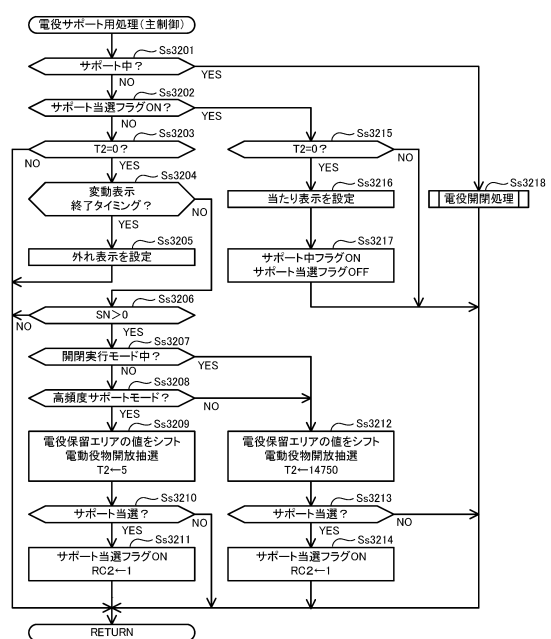 電役サポート用処理(主制御)
Ss3201
サポート中？
YES
NO
Ss3202
サポート当選フラグON？
YES
NO
Ss3203
T2=0？
NO
YES
Ss3204
変動表示
終了タイミング？
NO
YES
Ss3205
外れ表示を設定
Ss3215
T2=0？
NO
YES
Ss3216
当たり表示を設定
Ss3217
サポート中フラグON
サポート当選フラグOFF
Ss3218
電役開閉処理
Ss3206
SN＞0
NO
YES
Ss3207
開閉実行モード中？
YES
NO
Ss3208
高頻度サポートモード？
NO
YES
Ss3209
電役保留エリアの値をシフト
電動役物開放抽選
T2←5
Ss3210
サポート当選？
NO
YES
Ss3211
サポート当選フラグON
RC2←1
Ss3212
電役保留エリアの値をシフト
電動役物開放抽選
T2←14750
Ss3213
サポート当選？
NO
YES
Ss3214
サポート当選フラグON
RC2←1
RETURN